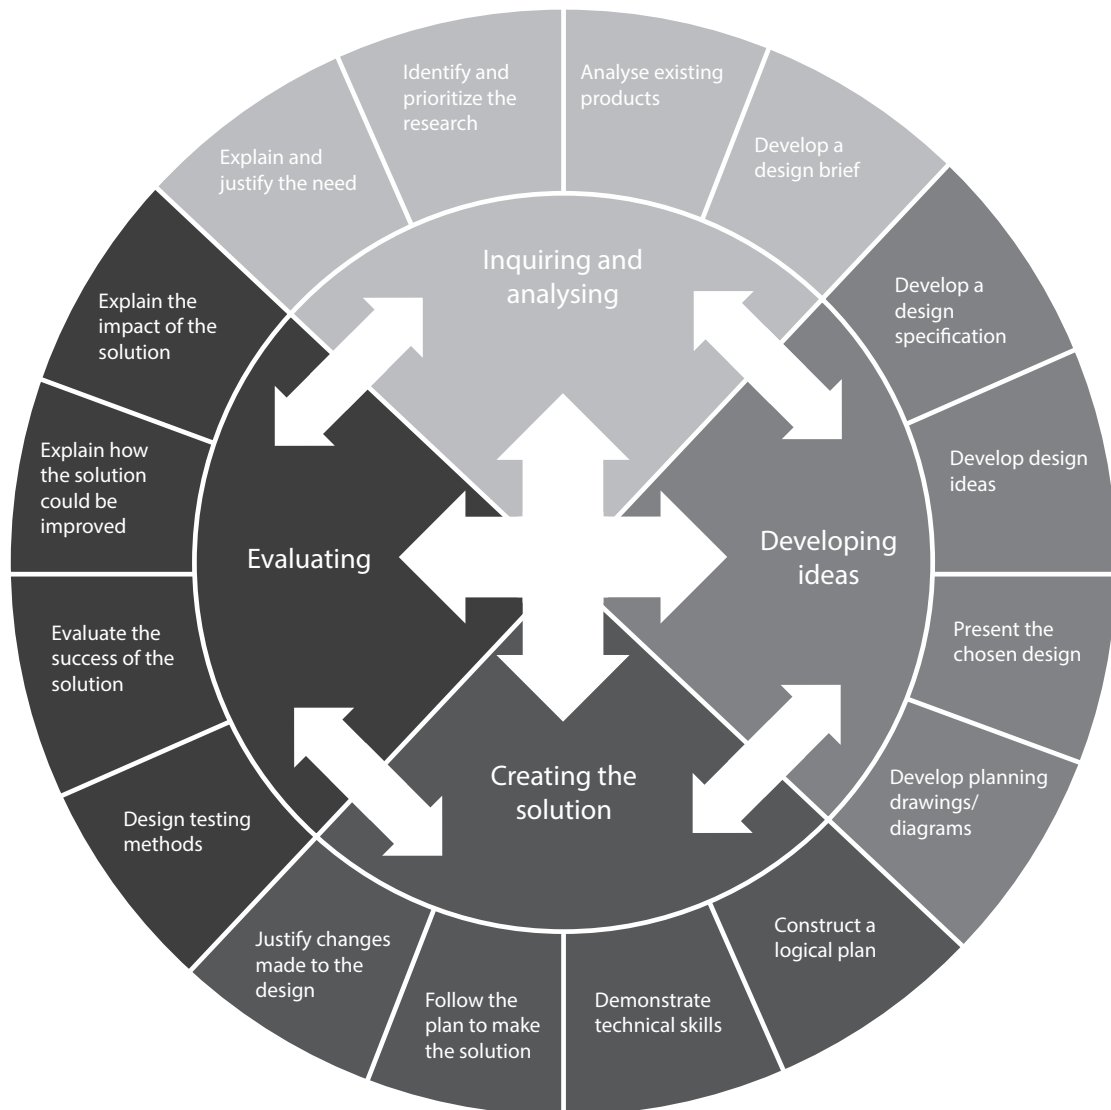 Inquiring and
analysing
Explain and
justify the need
Identify and
prioritize the
research
Analyse existing
products
Develop a
design brief
Developing
ideas
Develop a
design
specification
Develop design
ideas
Present the
chosen design
Develop planning
drawings/
diagrams
Creating the
solution
Construct a
logical plan
Demonstrate
technical skills
Follow the
plan to make
the solution
Justify changes
made to the
design
Evaluating
Design testing
methods
Evaluate the
success of the
solution
Explain how
the solution
could be
improved
Explain the
impact of the
solution